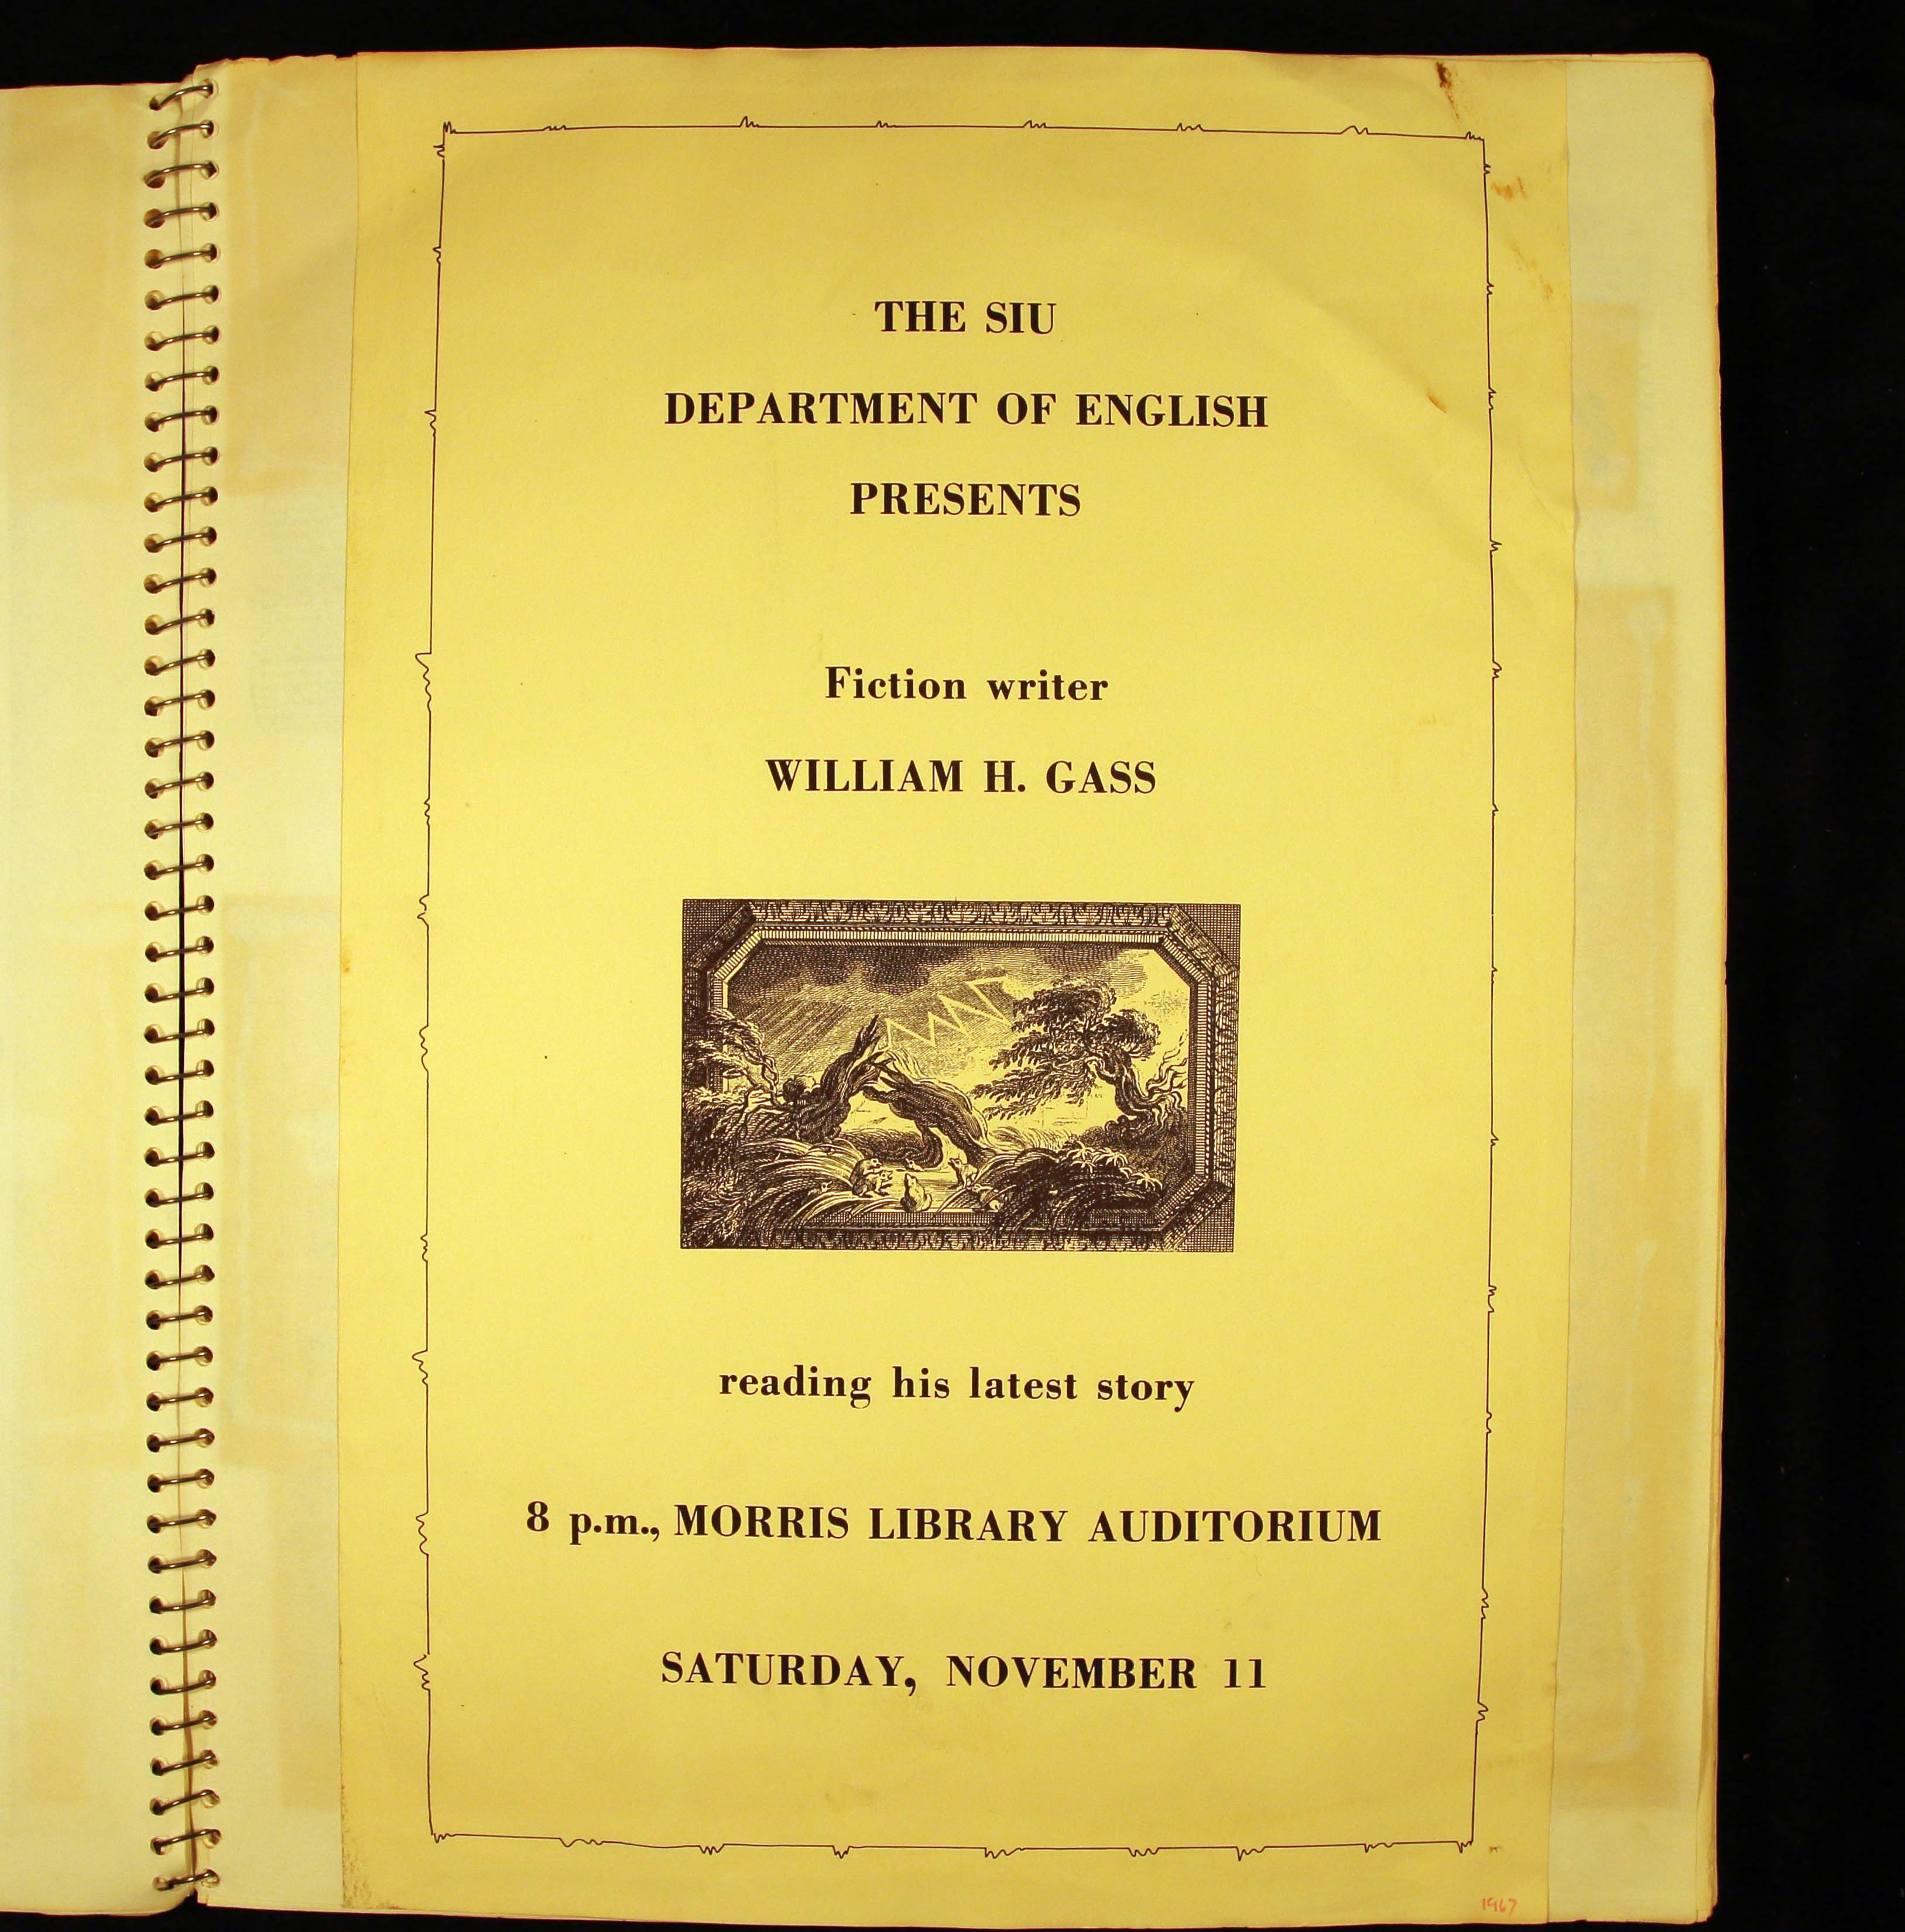 THE SIU
DEPARTMENT OF ENGLISH
PRESENTS
Fiction writer
WILLIAM H. GASS
reading his latest story
8 p.m., MORRIS LIBRARY AUDITORIUM
SATURDAY, NOVEMBER 11
1967